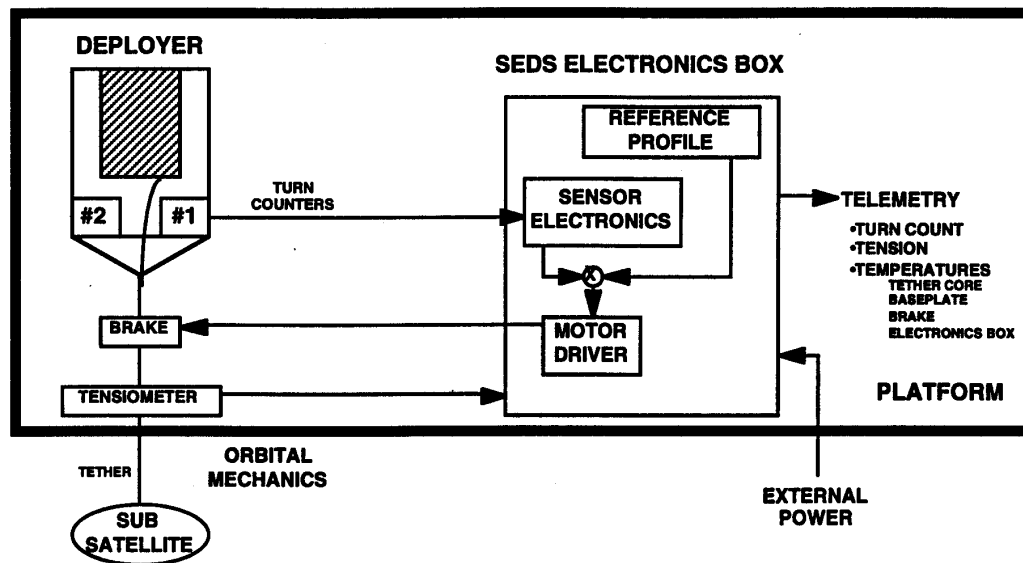 DEPLOYER
SEDS ELECTRONICS BOX
REFERENCE
PROFILE
TURN
COUNTERS
#2
#1
SENSOR
ELECTRONICS
TELEMETRY
•TURN COUNT
•TENSION
•TEMPERATURES
TETHER CORE
BASEPLATE
BRAKE
ELECTRONICS BOX
X
BRAKE
MOTOR
DRIVER
TENSIOMETER
PLATFORM
TETHER
ORBITAL
MECHANICS
EXTERNAL
POWER
SUB
SATELLITE